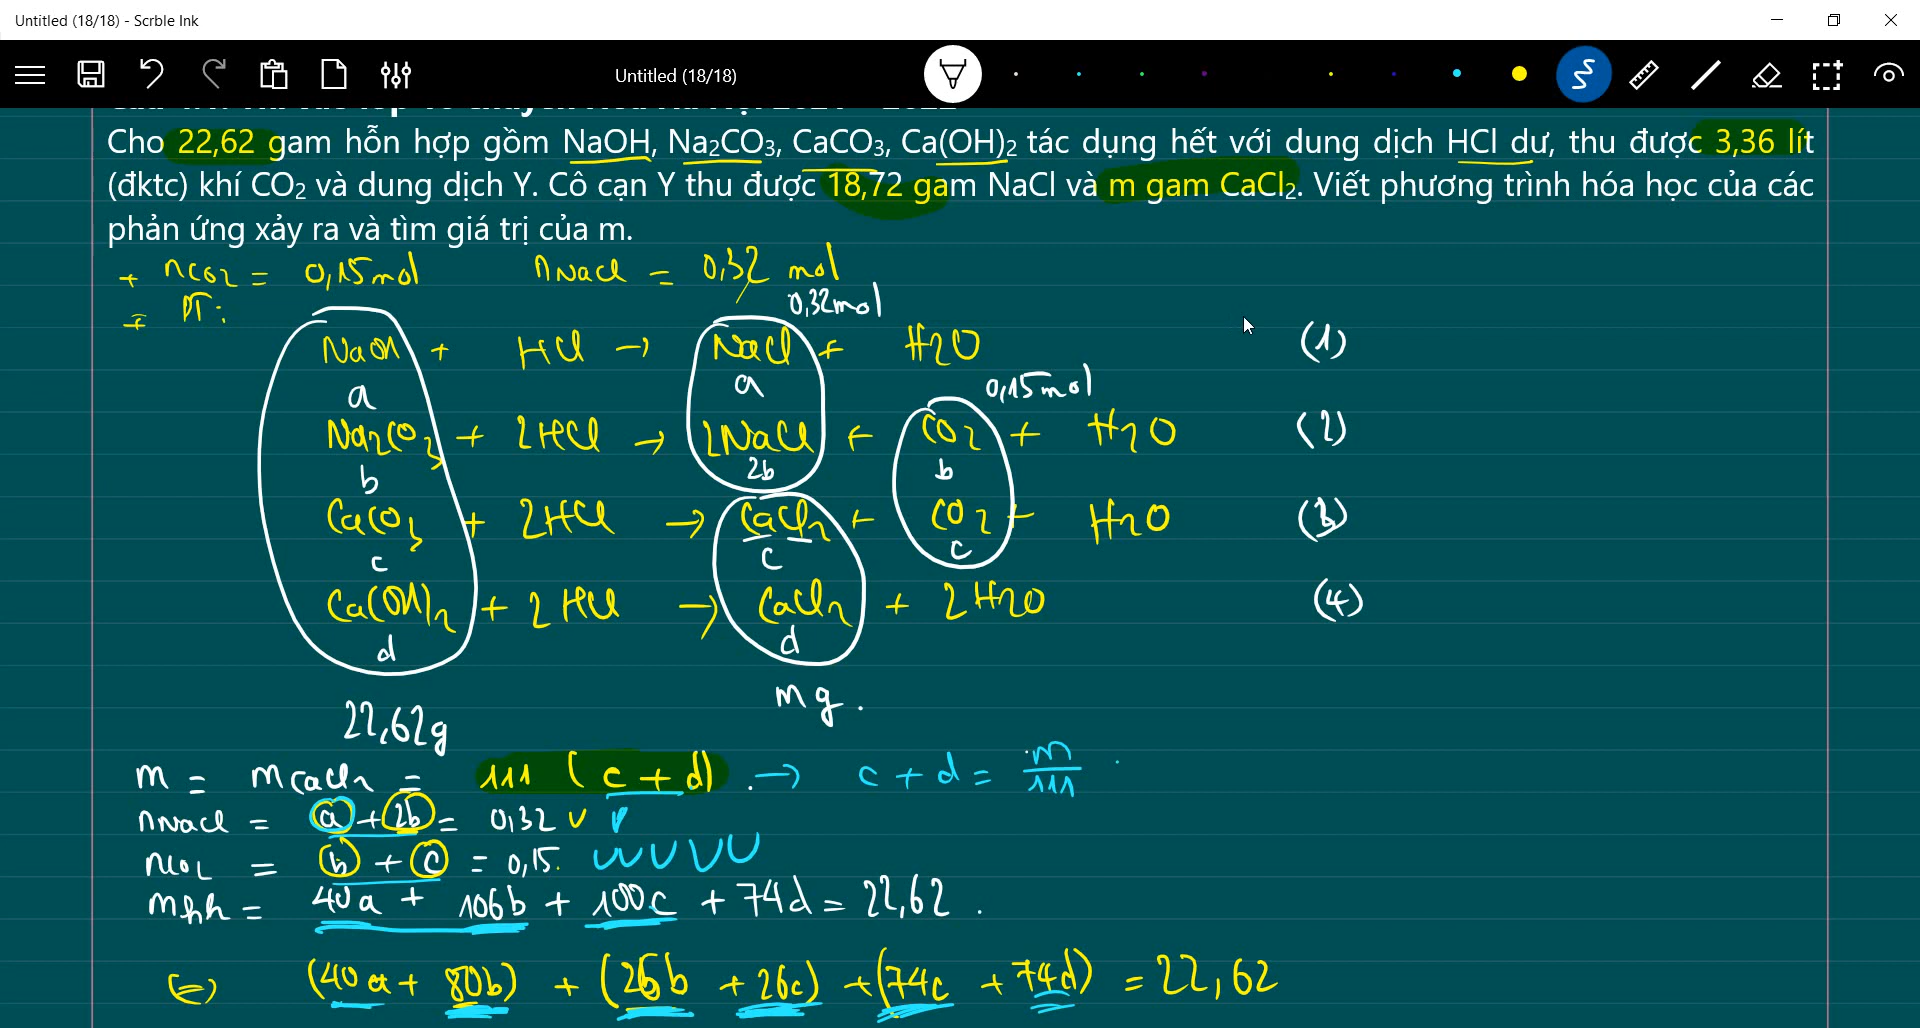 Untitled (18/18) - Scrble Ink
Untitled (18/18)
Cho 22,62 gam hỗn hợp gồm NaOH, Na₂CO₃, CaCO₃, Ca(OH)₂ tác dụng hết với dung dịch HCl dư, thu được 3,36 lít
(đktc) khí CO₂ và dung dịch Y. Cô cạn Y thu được 18,72 gam NaCl và m gam CaCl₂. Viết phương trình hóa học của các
phản ứng xảy ra và tìm giá trị của m.
+ nCO2 = 0,15 mol nNaCl = 0,32 mol
+ PT: 0,32 mol
NaOH + HCl → NaCl + H2O (1)
a a 0,15 mol
Na2CO3 + 2HCl → 2NaCl + CO2 + H2O (2)
b 2b b
CaCO3 + 2HCl → CaCl2 + CO2 + H2O (3)
c c c
Ca(OH)2 + 2HCl → CaCl2 + 2H2O (4)
d d
22,62g m g.
m = mCaCl2 = 111 (c + d) . → c + d = m/111
nNaCl = a + 2b = 0,32
nCO2 = b + c = 0,15.
mhh = 40a + 106b + 100c + 74d = 22,62 .
(=) (40a + 80b) + (26b + 26c) + (74c + 74d) = 22,62